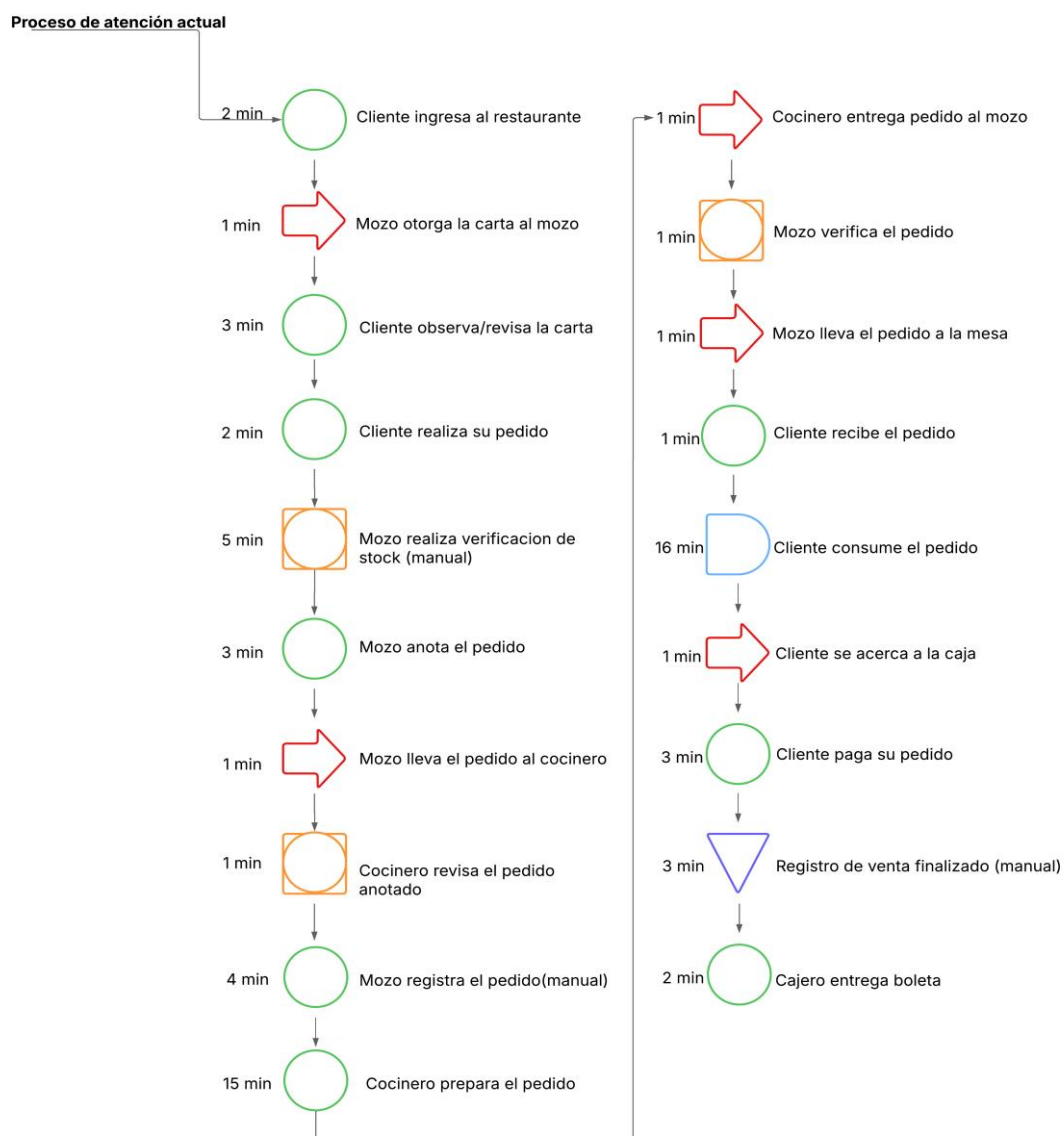 Proceso de atención actual
2 min
Cliente ingresa al restaurante
1 min
Mozo otorga la carta al mozo
3 min
Cliente observa/revisa la carta
2 min
Cliente realiza su pedido
5 min
Mozo realiza verificacion de
stock (manual)
3 min
Mozo anota el pedido
1 min
Mozo lleva el pedido al cocinero
1 min
Cocinero revisa el pedido
anotado
4 min
Mozo registra el pedido(manual)
15 min
Cocinero prepara el pedido
1 min
Cocinero entrega pedido al mozo
1 min
Mozo verifica el pedido
1 min
Mozo lleva el pedido a la mesa
1 min
Cliente recibe el pedido
16 min
Cliente consume el pedido
1 min
Cliente se acerca a la caja
3 min
Cliente paga su pedido
3 min
Registro de venta finalizado (manual)
2 min
Cajero entrega boleta